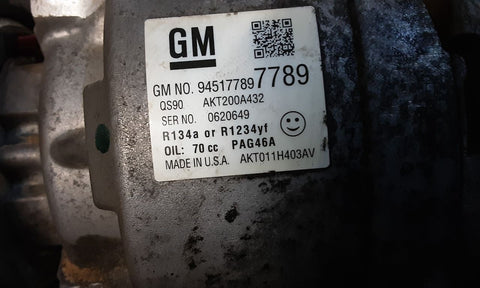 GM
GM NO. 94517789 7789
QS90 AKT200A432
SER NO. 0620649
R134a or R1234yf
OIL: 70 cc PAG46A
MADE IN U.S.A. AKT011H403AV